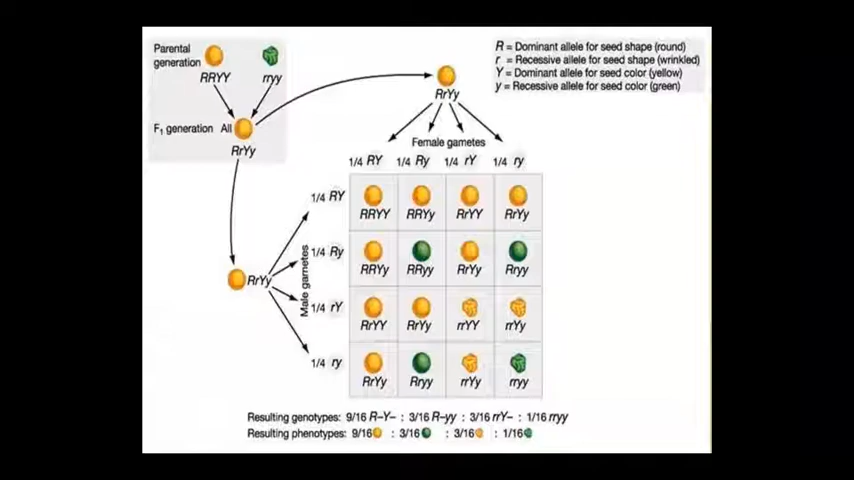 Parental
generation
RRYY
rryy
R = Dominant allele for seed shape (round)
r = Recessive allele for seed shape (wrinkled)
Y = Dominant allele for seed color (yellow)
y = Recessive allele for seed color (green)
RrYy
F1 generation All
RrYy
Female gametes
1/4 RY 1/4 Ry 1/4 rY 1/4 ry
1/4 RY
RRYY RRYy RrYY RrYy
1/4 Ry
RRYy RRyy RrYy Rryy
RrYy
Male gametes
1/4 rY
RrYY RrYy rrYY rrYy
1/4 ry
RrYy Rryy rrYy rryy
Resulting genotypes: 9/16 R–Y– : 3/16 R–yy : 3/16 rrY– : 1/16 rryy
Resulting phenotypes: 9/16 : 3/16 : 3/16 : 1/16